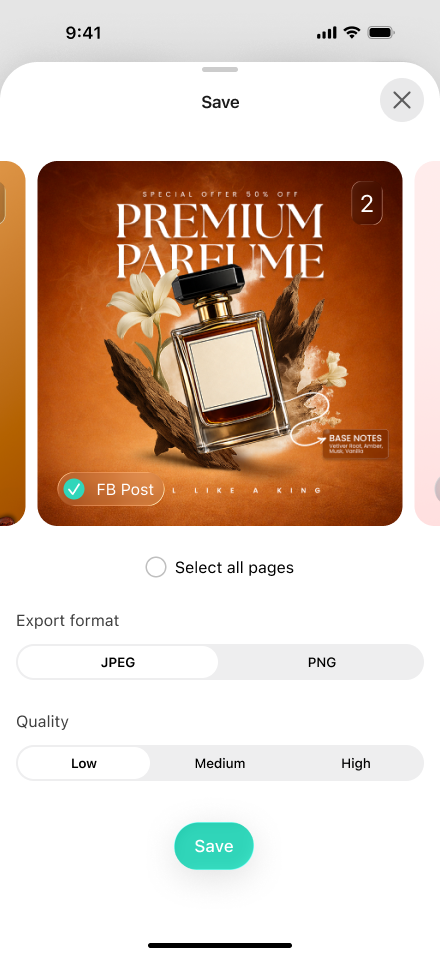 9:41
Save
SPECIAL OFFER 50% OFF
2
PREMIUM
PARFUME
BASE NOTES
Vetiver Root, Amber,
Musk, Vanilla
FB Post
L LIKE A KING
Select all pages
Export format
JPEG PNG
Quality
Low Medium High
Save